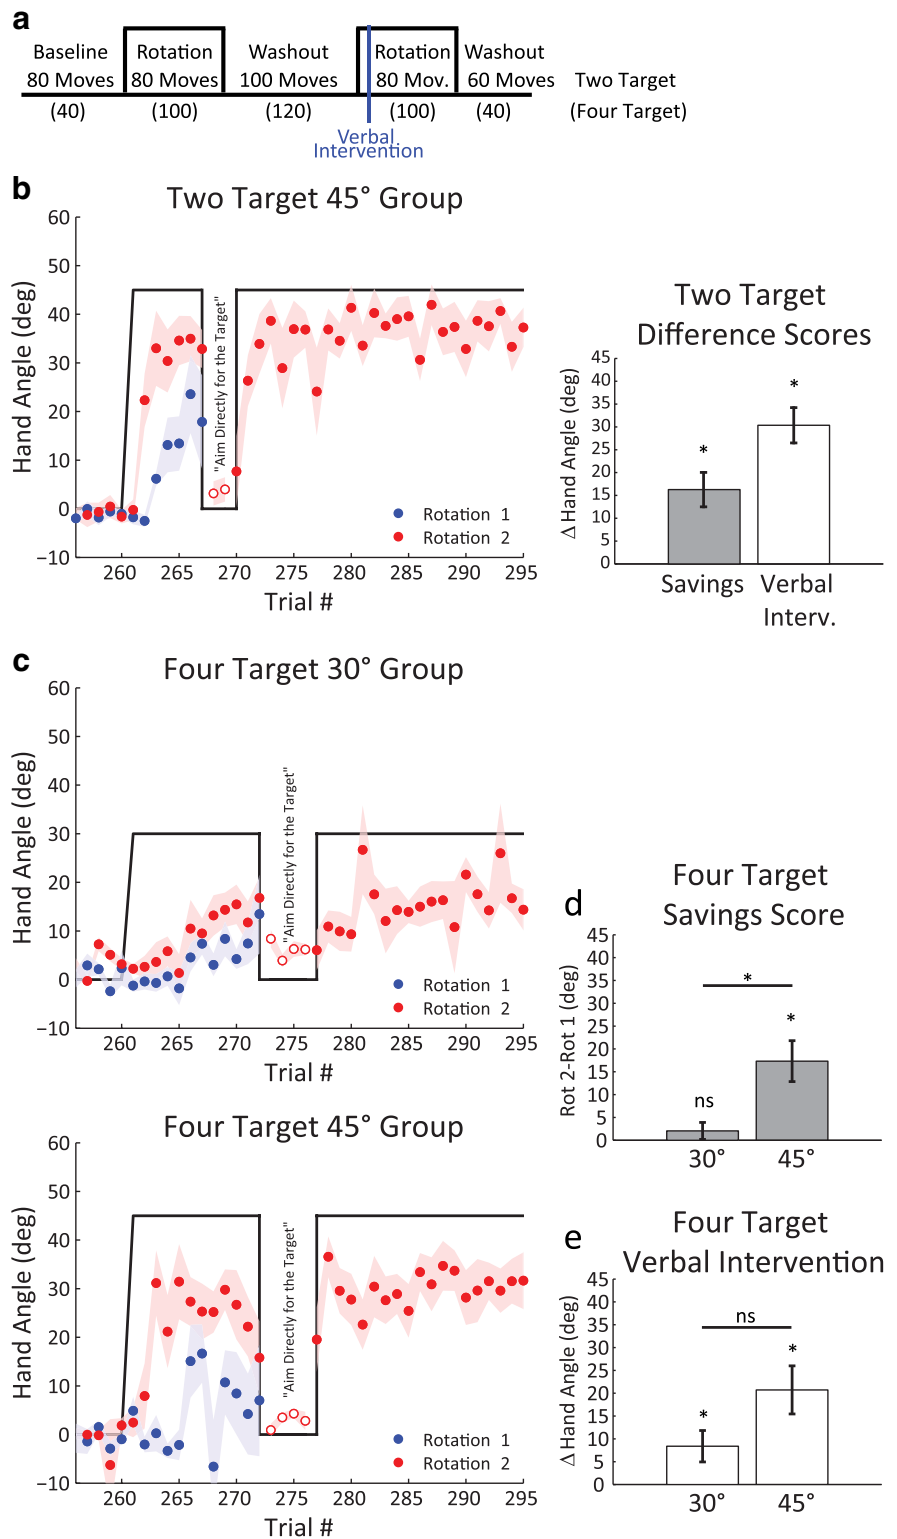 a
Baseline Rotation Washout Rotation Washout
80 Moves 80 Moves 100 Moves 80 Mov. 60 Moves Two Target
(40) (100) (120) (100) (40) (Four Target)
Verbal
Intervention
b
Two Target 45° Group
Hand Angle (deg)
60
50
40
30
20
10
0
−10
"Aim Directly for the Target"
Rotation 1
Rotation 2
260 265 270 275 280 285 290 295
Trial #
Two Target
Difference Scores
Δ Hand Angle (deg)
45
40
35
30
25
20
15
10
5
0
*
*
Savings Verbal
Interv.
c
Four Target 30° Group
Hand Angle (deg)
60
50
40
30
20
10
0
−10
"Aim Directly for the Target"
Rotation 1
Rotation 2
260 265 270 275 280 285 290 295
Trial #
Four Target 45° Group
Hand Angle (deg)
60
50
40
30
20
10
0
−10
"Aim Directly for the Target"
Rotation 1
Rotation 2
260 265 270 275 280 285 290 295
Trial #
d
Four Target
Savings Score
Rot 2-Rot 1 (deg)
45
40
35
30
25
20
15
10
5
0
*
*
ns
30° 45°
e
Four Target
Verbal Intervention
Δ Hand Angle (deg)
45
40
35
30
25
20
15
10
5
0
ns
*
*
30° 45°